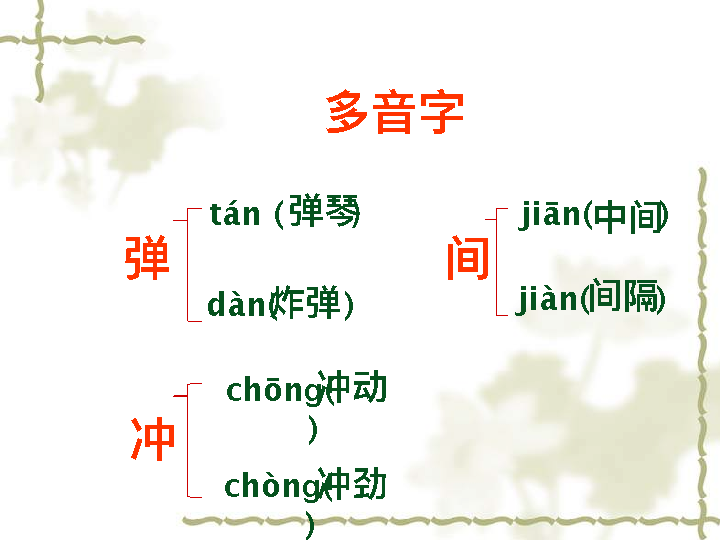 多音字
弹
tán (弹琴)
dàn(炸弹)
间
jiān(中间)
jiàn(间隔)
冲
chōng(冲动
)
chòng(冲劲
)